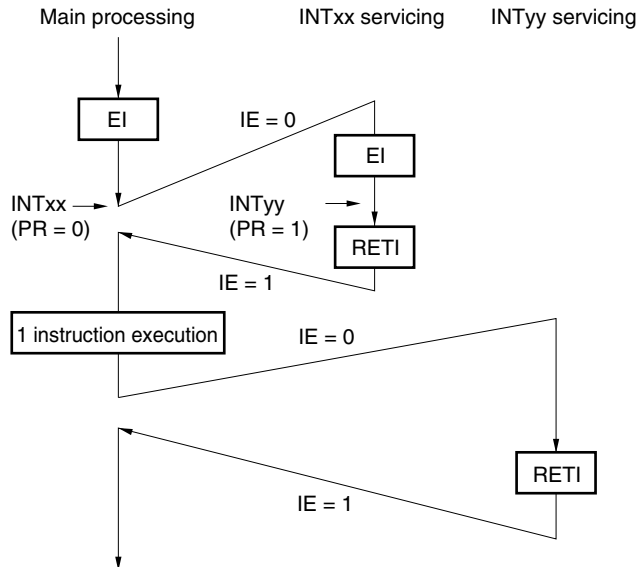 Main processing
INTxx servicing
INTyy servicing
EI
IE = 0
EI
INTxx
(PR = 0)
INTyy
(PR = 1)
RETI
IE = 1
1 instruction execution
IE = 0
RETI
IE = 1